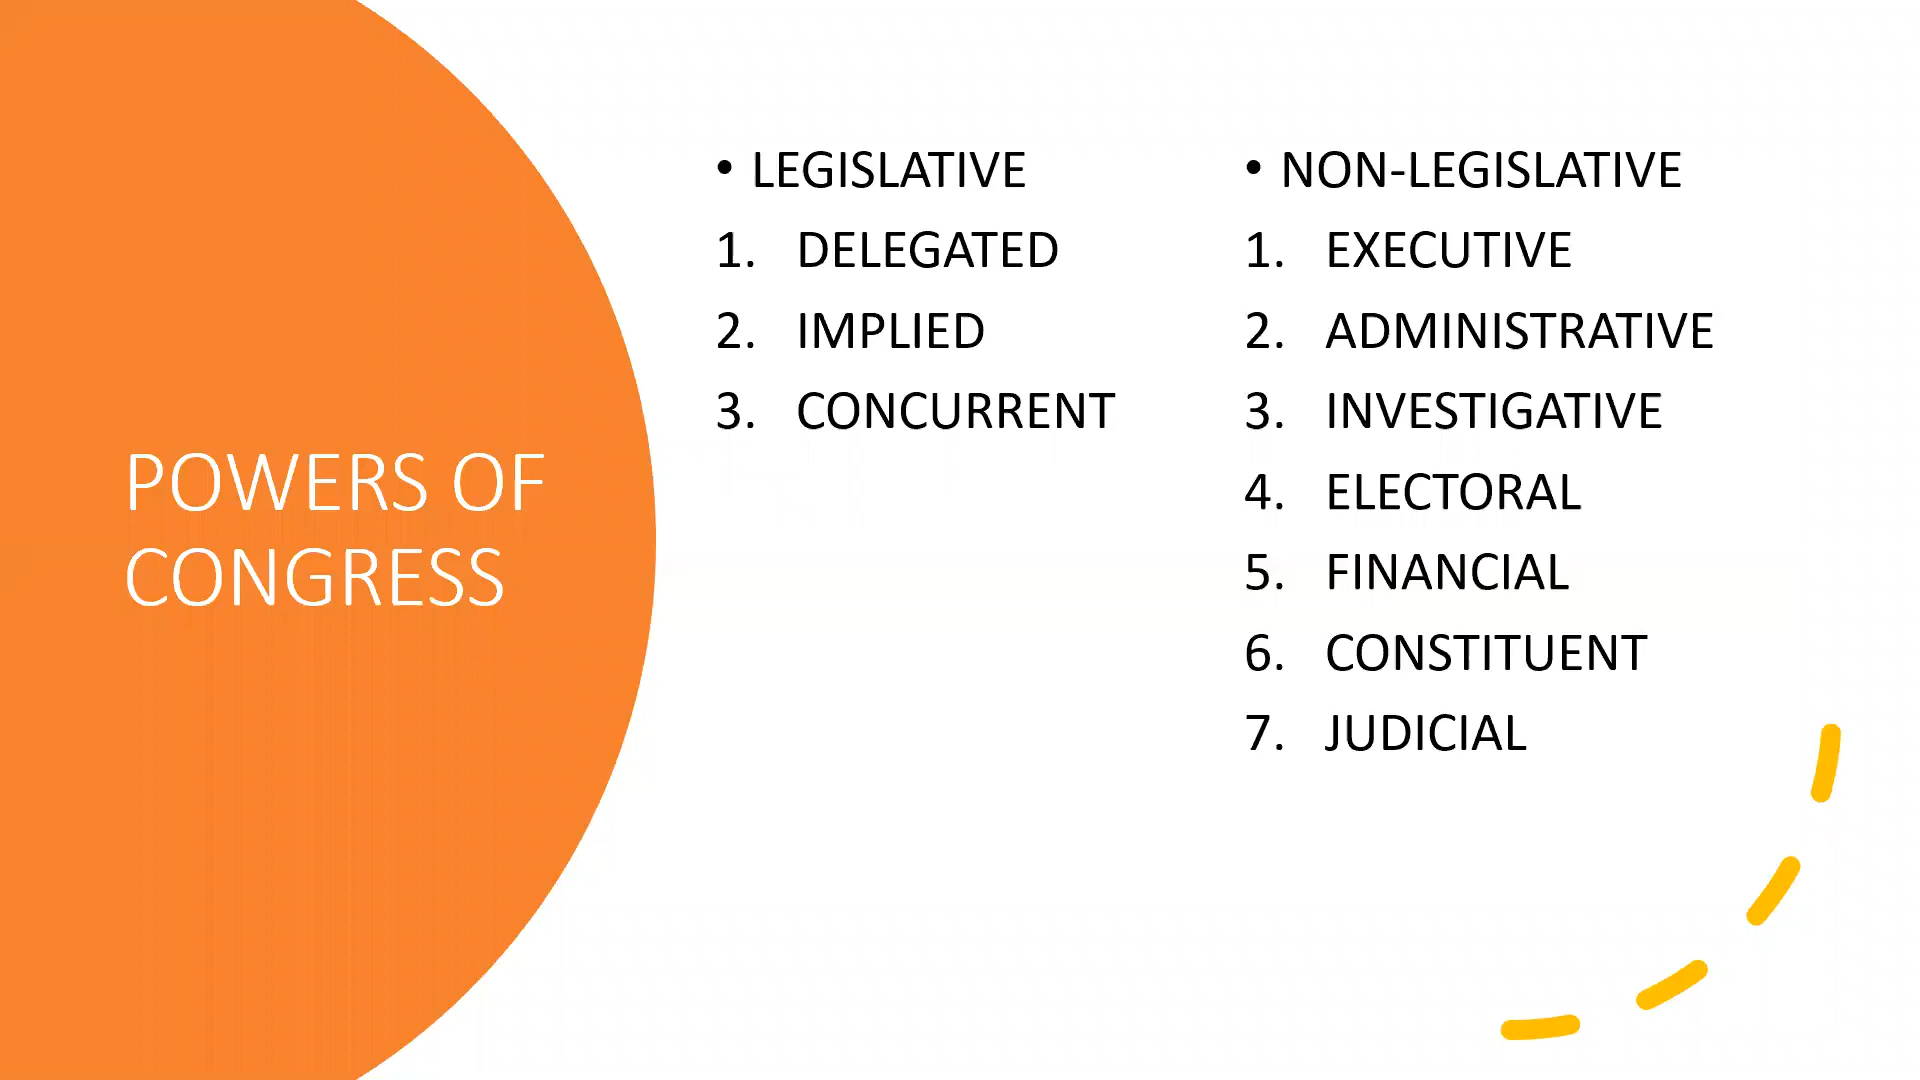 POWERS OF
CONGRESS
• LEGISLATIVE
1. DELEGATED
2. IMPLIED
3. CONCURRENT
• NON-LEGISLATIVE
1. EXECUTIVE
2. ADMINISTRATIVE
3. INVESTIGATIVE
4. ELECTORAL
5. FINANCIAL
6. CONSTITUENT
7. JUDICIAL